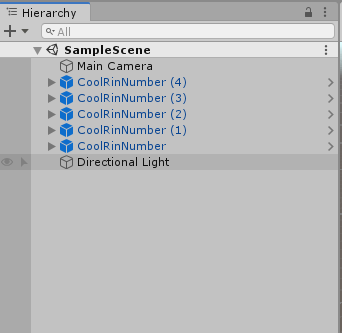 Hierarchy
All
SampleScene
Main Camera
CoolRinNumber (4)
CoolRinNumber (3)
CoolRinNumber (2)
CoolRinNumber (1)
CoolRinNumber
Directional Light